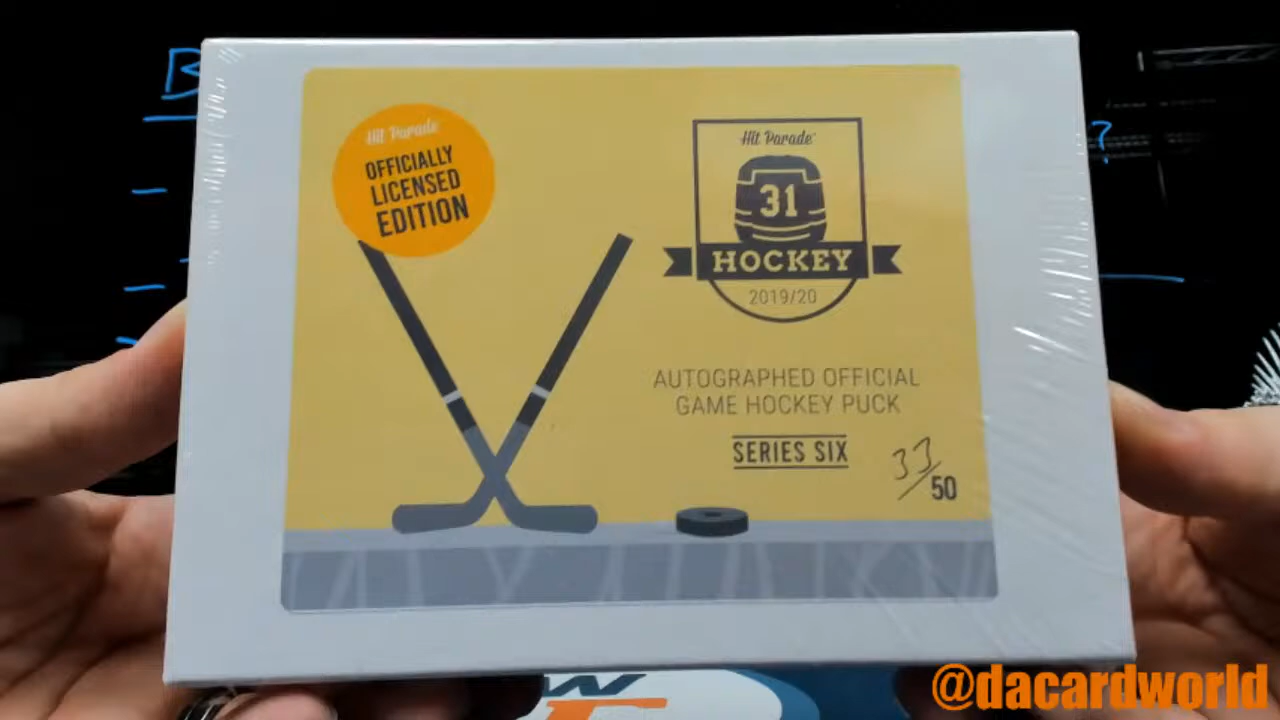 B
?
Hit Parade
OFFICIALLY
LICENSED
EDITION
Hit Parade
31
HOCKEY
2019/20
AUTOGRAPHED OFFICIAL
GAME HOCKEY PUCK
SERIES SIX
33/50
@dacardworld